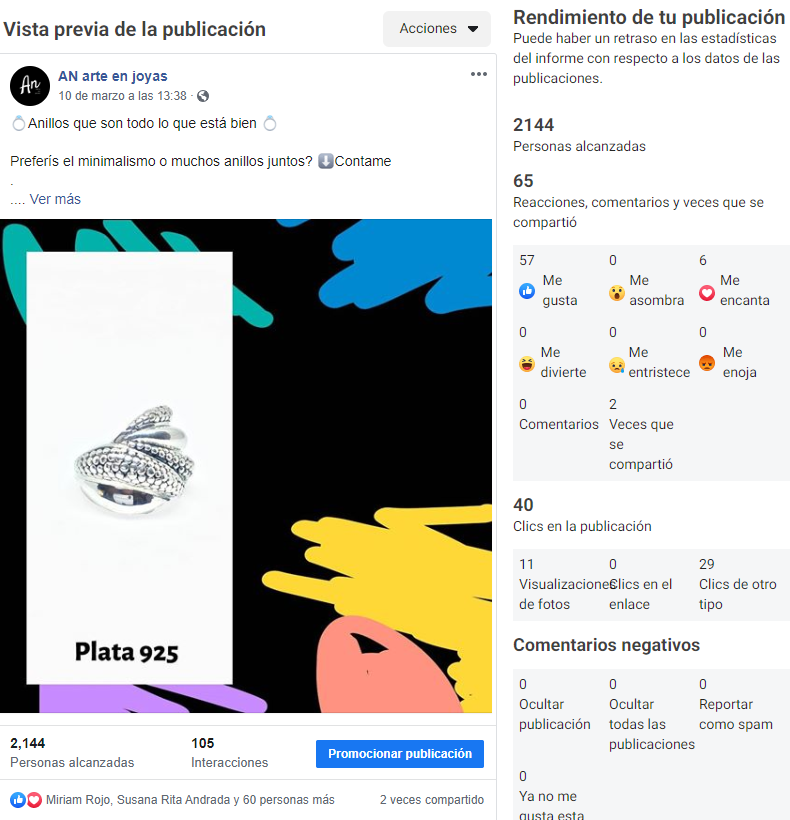 Vista previa de la publicación
Acciones
AN arte en joyas
10 de marzo a las 13:38 ·
An
💍Anillos que son todo lo que está bien 💍
Preferís el minimalismo o muchos anillos juntos? ⬇️Contame
.
.... Ver más
Plata 925
2,144
Personas alcanzadas
105
Interacciones
Promocionar publicación
Miriam Rojo, Susana Rita Andrada y 60 personas más
2 veces compartido
Rendimiento de tu publicación
Puede haber un retraso en las estadísticas
del informe con respecto a los datos de las
publicaciones.
2144
Personas alcanzadas
65
Reacciones, comentarios y veces que se
compartió
57
Me
gusta
0
Me
asombra
6
Me
encanta
0
Me
divierte
0
Me
entristece
0
Me
enoja
0
Comentarios
2
Veces que
se
compartió
40
Clics en la publicación
11
Visualizaciones
de fotos
0
Clics en el
enlace
29
Clics de otro
tipo
Comentarios negativos
0
Ocultar
publicación
0
Ocultar
todas las
publicaciones
0
Reportar
como spam
0
Ya no me
gusta esta